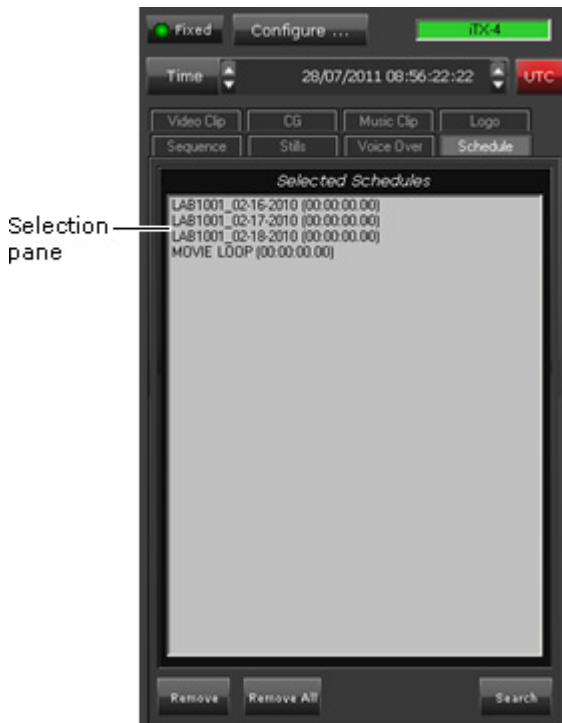 Fixed Configure ... iTX-4
Time 28/07/2011 08:56:22:22 UTC
Video Clip CG Music Clip Logo
Sequence Stills Voice Over Schedule
Selected Schedules
LAB1001_02-16-2010 (00:00:00.00)
LAB1001_02-17-2010 (00:00:00.00)
LAB1001_02-18-2010 (00:00:00.00)
MOVIE LOOP (00:00:00.00)
Selection
pane
Remove Remove All Search